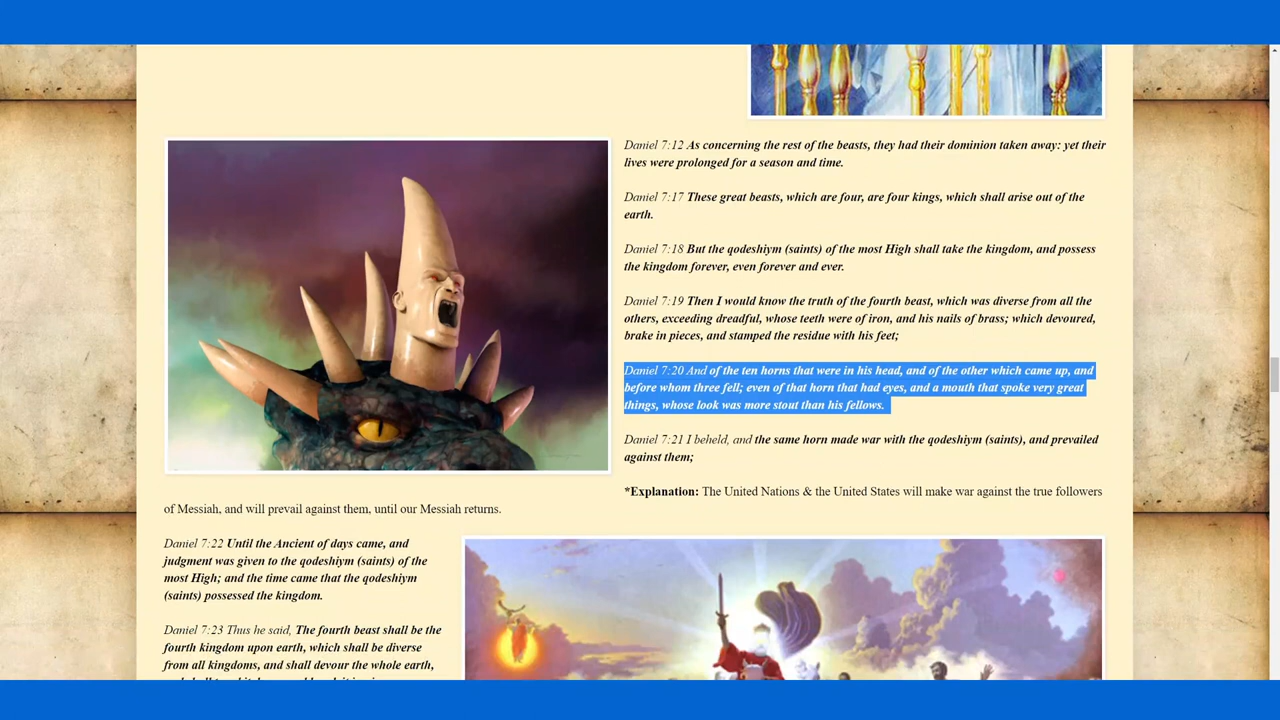 Daniel 7:12 As concerning the rest of the beasts, they had their dominion taken away: yet their
lives were prolonged for a season and time.
Daniel 7:17 These great beasts, which are four, are four kings, which shall arise out of the
earth.
Daniel 7:18 But the qodeshiym (saints) of the most High shall take the kingdom, and possess
the kingdom forever, even forever and ever.
Daniel 7:19 Then I would know the truth of the fourth beast, which was diverse from all the
others, exceeding dreadful, whose teeth were of iron, and his nails of brass; which devoured,
brake in pieces, and stamped the residue with his feet;
Daniel 7:20 And of the ten horns that were in his head, and of the other which came up, and
before whom three fell; even of that horn that had eyes, and a mouth that spoke very great
things, whose look was more stout than his fellows.
Daniel 7:21 I beheld, and the same horn made war with the qodeshiym (saints), and prevailed
against them;
*Explanation: The United Nations & the United States will make war against the true followers
of Messiah, and will prevail against them, until our Messiah returns.
Daniel 7:22 Until the Ancient of days came, and
judgment was given to the qodeshiym (saints) of the
most High; and the time came that the qodeshiym
(saints) possessed the kingdom.
Daniel 7:23 Thus he said, The fourth beast shall be the
fourth kingdom upon earth, which shall be diverse
from all kingdoms, and shall devour the whole earth,